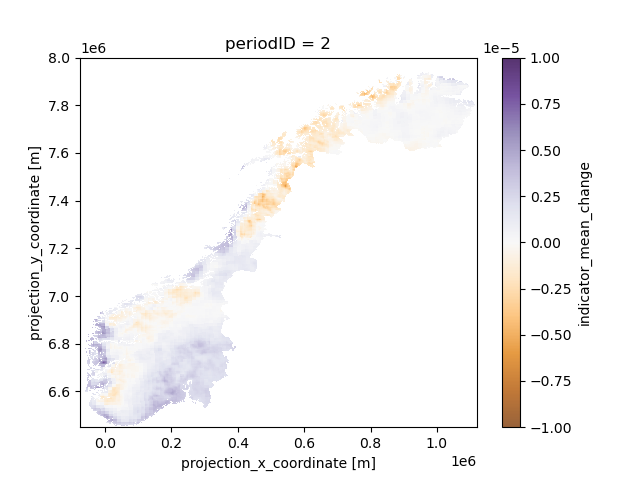 periodID = 2
1e6
1e−5
8.0
7.8
7.6
7.4
7.2
7.0
6.8
6.6
projection_y_coordinate [m]
0.0 0.2 0.4 0.6 0.8 1.0
projection_x_coordinate [m]
1e6
1.00
0.75
0.50
0.25
0.00
−0.25
−0.50
−0.75
−1.00
indicator_mean_change